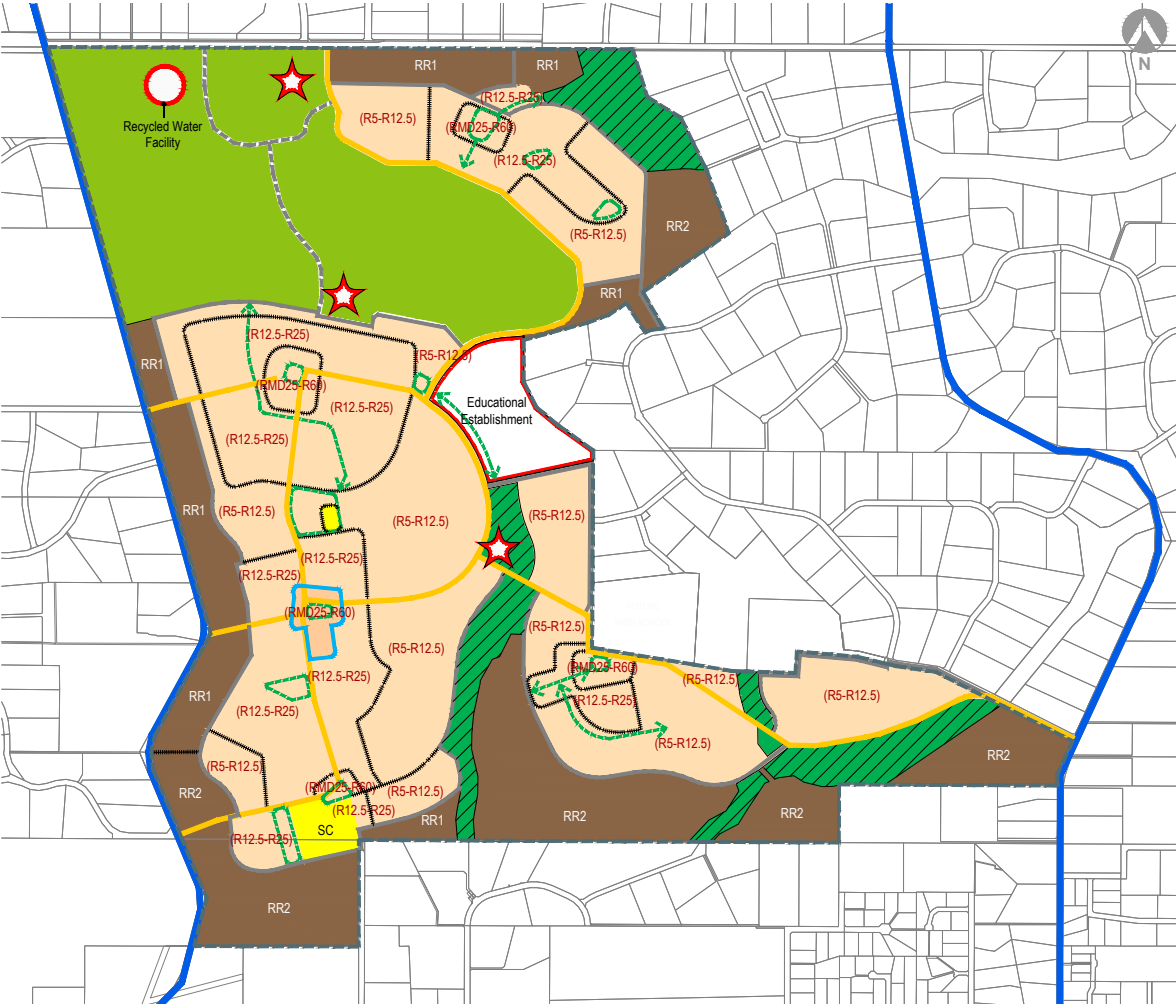 N
RR1
RR1
(R12.5-R25)
(R5-R12.5)
(RMD25-R60)
Recycled Water
Facility
(R12.5-R25)
RR2
(R5-R12.5)
RR1
(R12.5-R25)
(R5-R12.5)
RR1
(RMD25-R60)
(R12.5-R25)
Educational
Establishment
(R12.5-R25)
RR1
(R5-R12.5)
(R5-R12.5)
(R5-R12.5)
(R12.5-R25)
(R12.5-R25)
(RMD25-R60)
(R5-R12.5)
(R5-R12.5)
(RMD25-R60)
(R12.5-R25)
(R5-R12.5)
RR1
(R5-R12.5)
(R12.5-R25)
(R12.5-R25)
(R5-R12.5)
RR2
(R5-R12.5)
(RMD25-R60)
RR2
(R5-R12.5)
(R12.5-R25)
RR1
RR2
RR2
SC
(R12.5-R25)
RR2